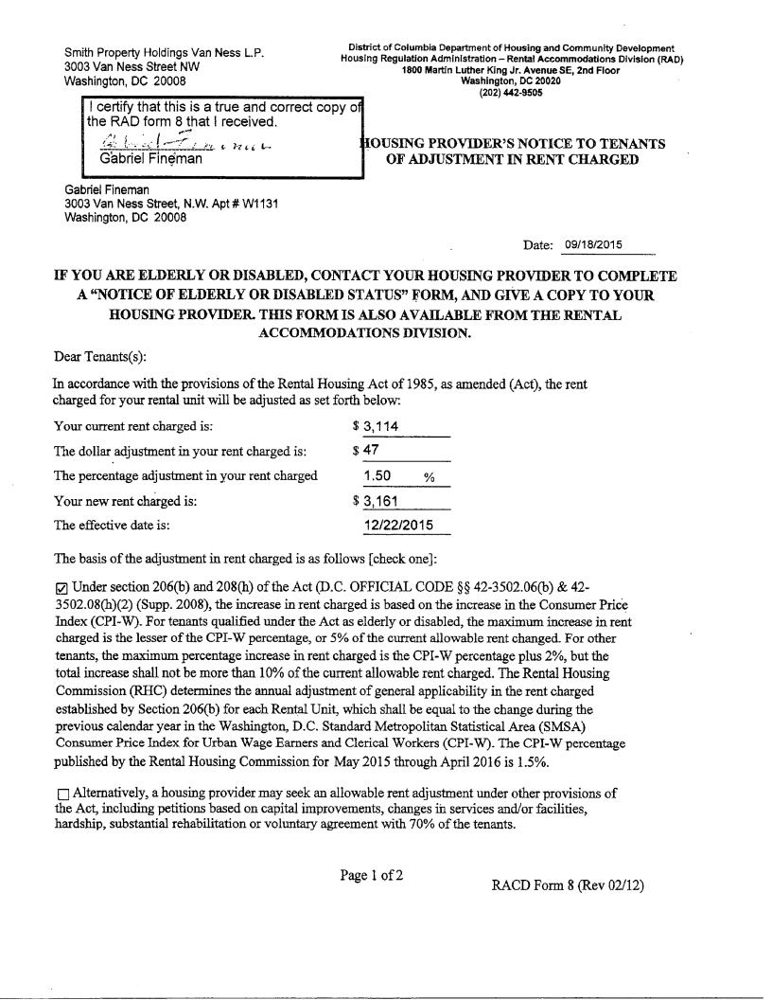 Smith Property Holdings Van Ness L.P.
3003 Van Ness Street NW
Washington, DC 20008
District of Columbia Department of Housing and Community Development
Housing Regulation Administration – Rental Accommodations Division (RAD)
1800 Martin Luther King Jr. Avenue SE, 2nd Floor
Washington, DC 20020
(202) 442-9505
I certify that this is a true and correct copy of
the RAD form 8 that I received.
Gabriel Fineman
Gabriel Fineman
HOUSING PROVIDER'S NOTICE TO TENANTS
OF ADJUSTMENT IN RENT CHARGED
Gabriel Fineman
3003 Van Ness Street, N.W. Apt # W1131
Washington, DC 20008
Date: 09/18/2015
IF YOU ARE ELDERLY OR DISABLED, CONTACT YOUR HOUSING PROVIDER TO COMPLETE
A “NOTICE OF ELDERLY OR DISABLED STATUS” FORM, AND GIVE A COPY TO YOUR
HOUSING PROVIDER. THIS FORM IS ALSO AVAILABLE FROM THE RENTAL
ACCOMMODATIONS DIVISION.
Dear Tenants(s):
In accordance with the provisions of the Rental Housing Act of 1985, as amended (Act), the rent
charged for your rental unit will be adjusted as set forth below:
Your current rent charged is: $ 3,114
The dollar adjustment in your rent charged is: $ 47
The percentage adjustment in your rent charged 1.50 %
Your new rent charged is: $ 3,161
The effective date is: 12/22/2015
The basis of the adjustment in rent charged is as follows [check one]:
☑ Under section 206(b) and 208(h) of the Act (D.C. OFFICIAL CODE §§ 42-3502.06(b) & 42-
3502.08(h)(2) (Supp. 2008), the increase in rent charged is based on the increase in the Consumer Price
Index (CPI-W). For tenants qualified under the Act as elderly or disabled, the maximum increase in rent
charged is the lesser of the CPI-W percentage, or 5% of the current allowable rent changed. For other
tenants, the maximum percentage increase in rent charged is the CPI-W percentage plus 2%, but the
total increase shall not be more than 10% of the current allowable rent charged. The Rental Housing
Commission (RHC) determines the annual adjustment of general applicability in the rent charged
established by Section 206(b) for each Rental Unit, which shall be equal to the change during the
previous calendar year in the Washington, D.C. Standard Metropolitan Statistical Area (SMSA)
Consumer Price Index for Urban Wage Earners and Clerical Workers (CPI-W). The CPI-W percentage
published by the Rental Housing Commission for May 2015 through April 2016 is 1.5%.
☐ Alternatively, a housing provider may seek an allowable rent adjustment under other provisions of
the Act, including petitions based on capital improvements, changes in services and/or facilities,
hardship, substantial rehabilitation or voluntary agreement with 70% of the tenants.
Page 1 of 2
RACD Form 8 (Rev 02/12)